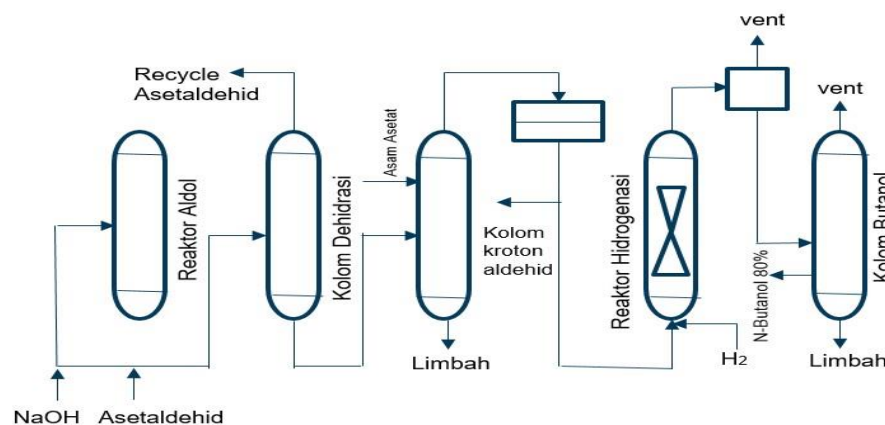 vent
Recycle
Asetaldehid
vent
Asam Asetat
Reaktor Aldol
Kolom Dehidrasi
Kolom
kroton
aldehid
Reaktor Hidrogenasi
N-Butanol 80%
Kolom Butanol
H2
Limbah
Limbah
NaOH
Asetaldehid